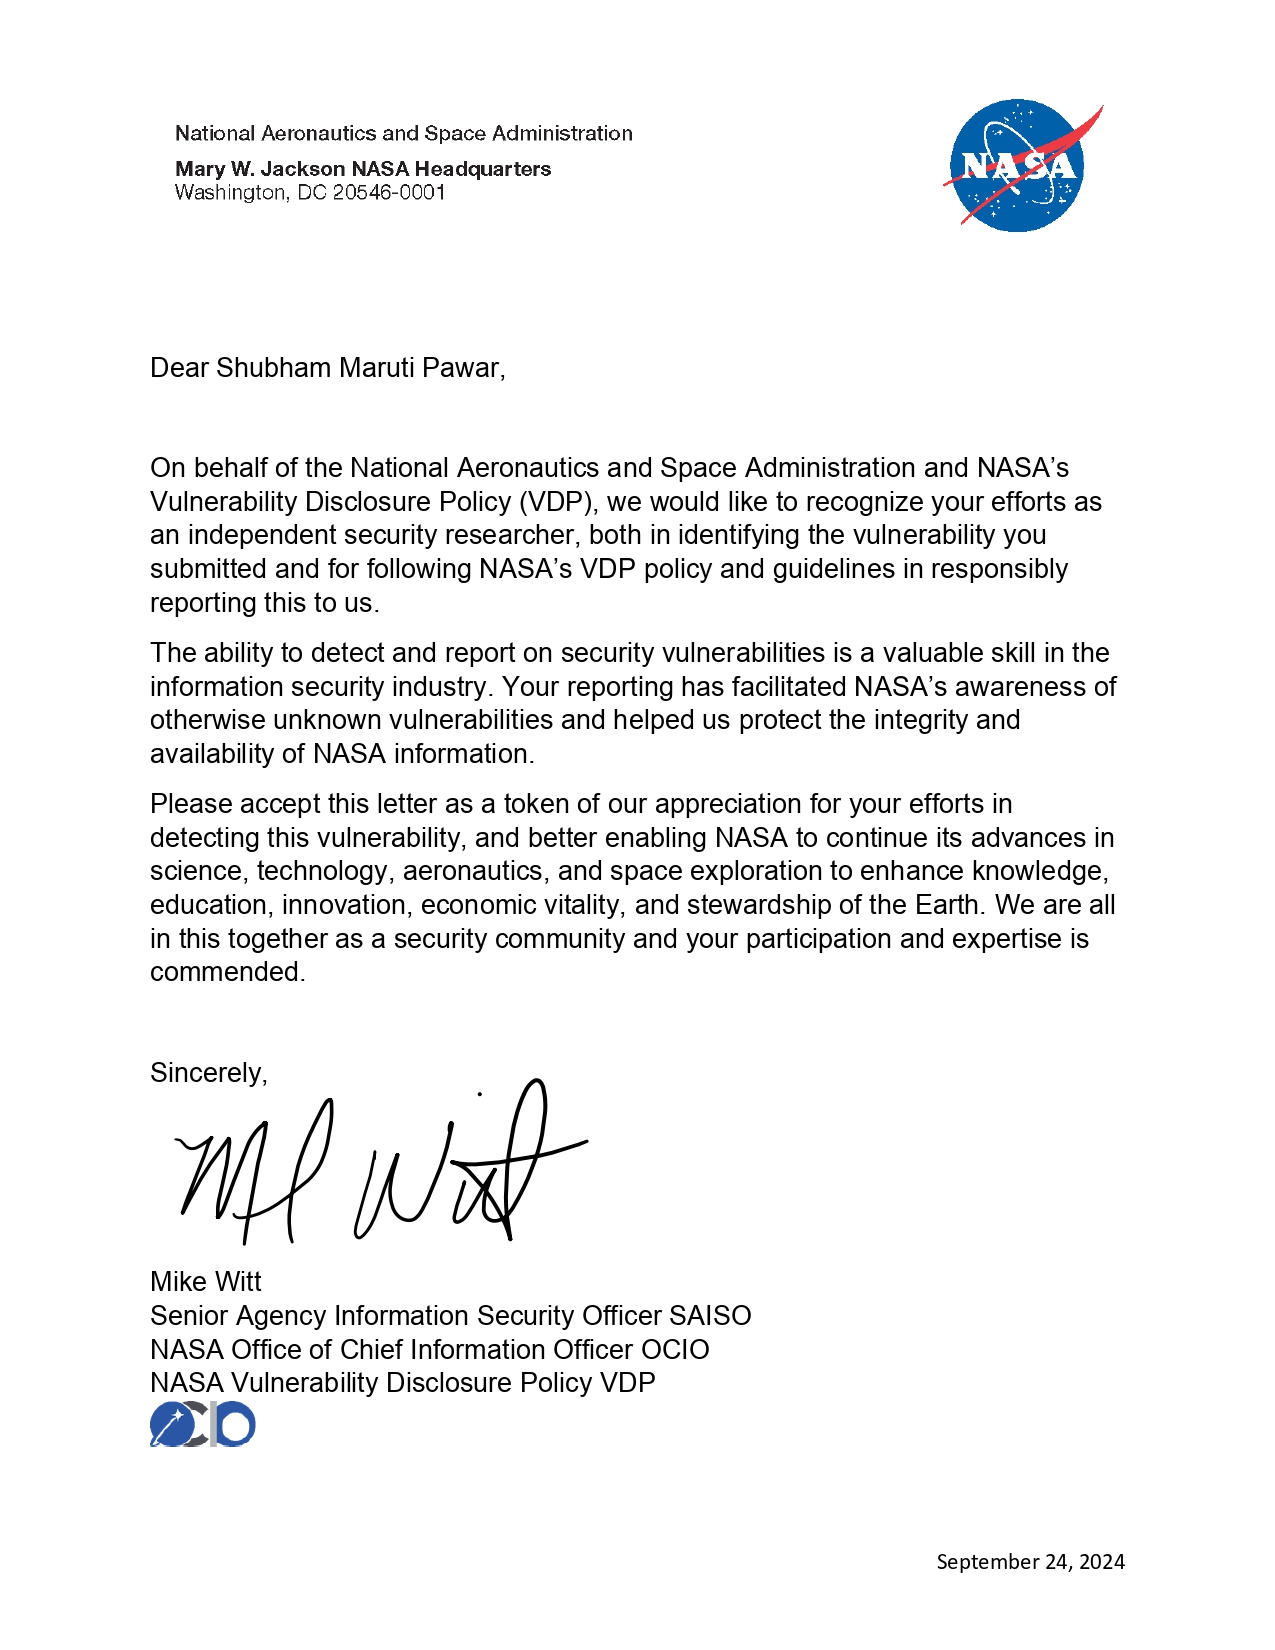 National Aeronautics and Space Administration
Mary W. Jackson NASA Headquarters
Washington, DC 20546-0001
NASA
Dear Shubham Maruti Pawar,
On behalf of the National Aeronautics and Space Administration and NASA’s
Vulnerability Disclosure Policy (VDP), we would like to recognize your efforts as
an independent security researcher, both in identifying the vulnerability you
submitted and for following NASA’s VDP policy and guidelines in responsibly
reporting this to us.
The ability to detect and report on security vulnerabilities is a valuable skill in the
information security industry. Your reporting has facilitated NASA’s awareness of
otherwise unknown vulnerabilities and helped us protect the integrity and
availability of NASA information.
Please accept this letter as a token of our appreciation for your efforts in
detecting this vulnerability, and better enabling NASA to continue its advances in
science, technology, aeronautics, and space exploration to enhance knowledge,
education, innovation, economic vitality, and stewardship of the Earth. We are all
in this together as a security community and your participation and expertise is
commended.
Sincerely,
Mike Witt
Senior Agency Information Security Officer SAISO
NASA Office of Chief Information Officer OCIO
NASA Vulnerability Disclosure Policy VDP
OCIO
September 24, 2024